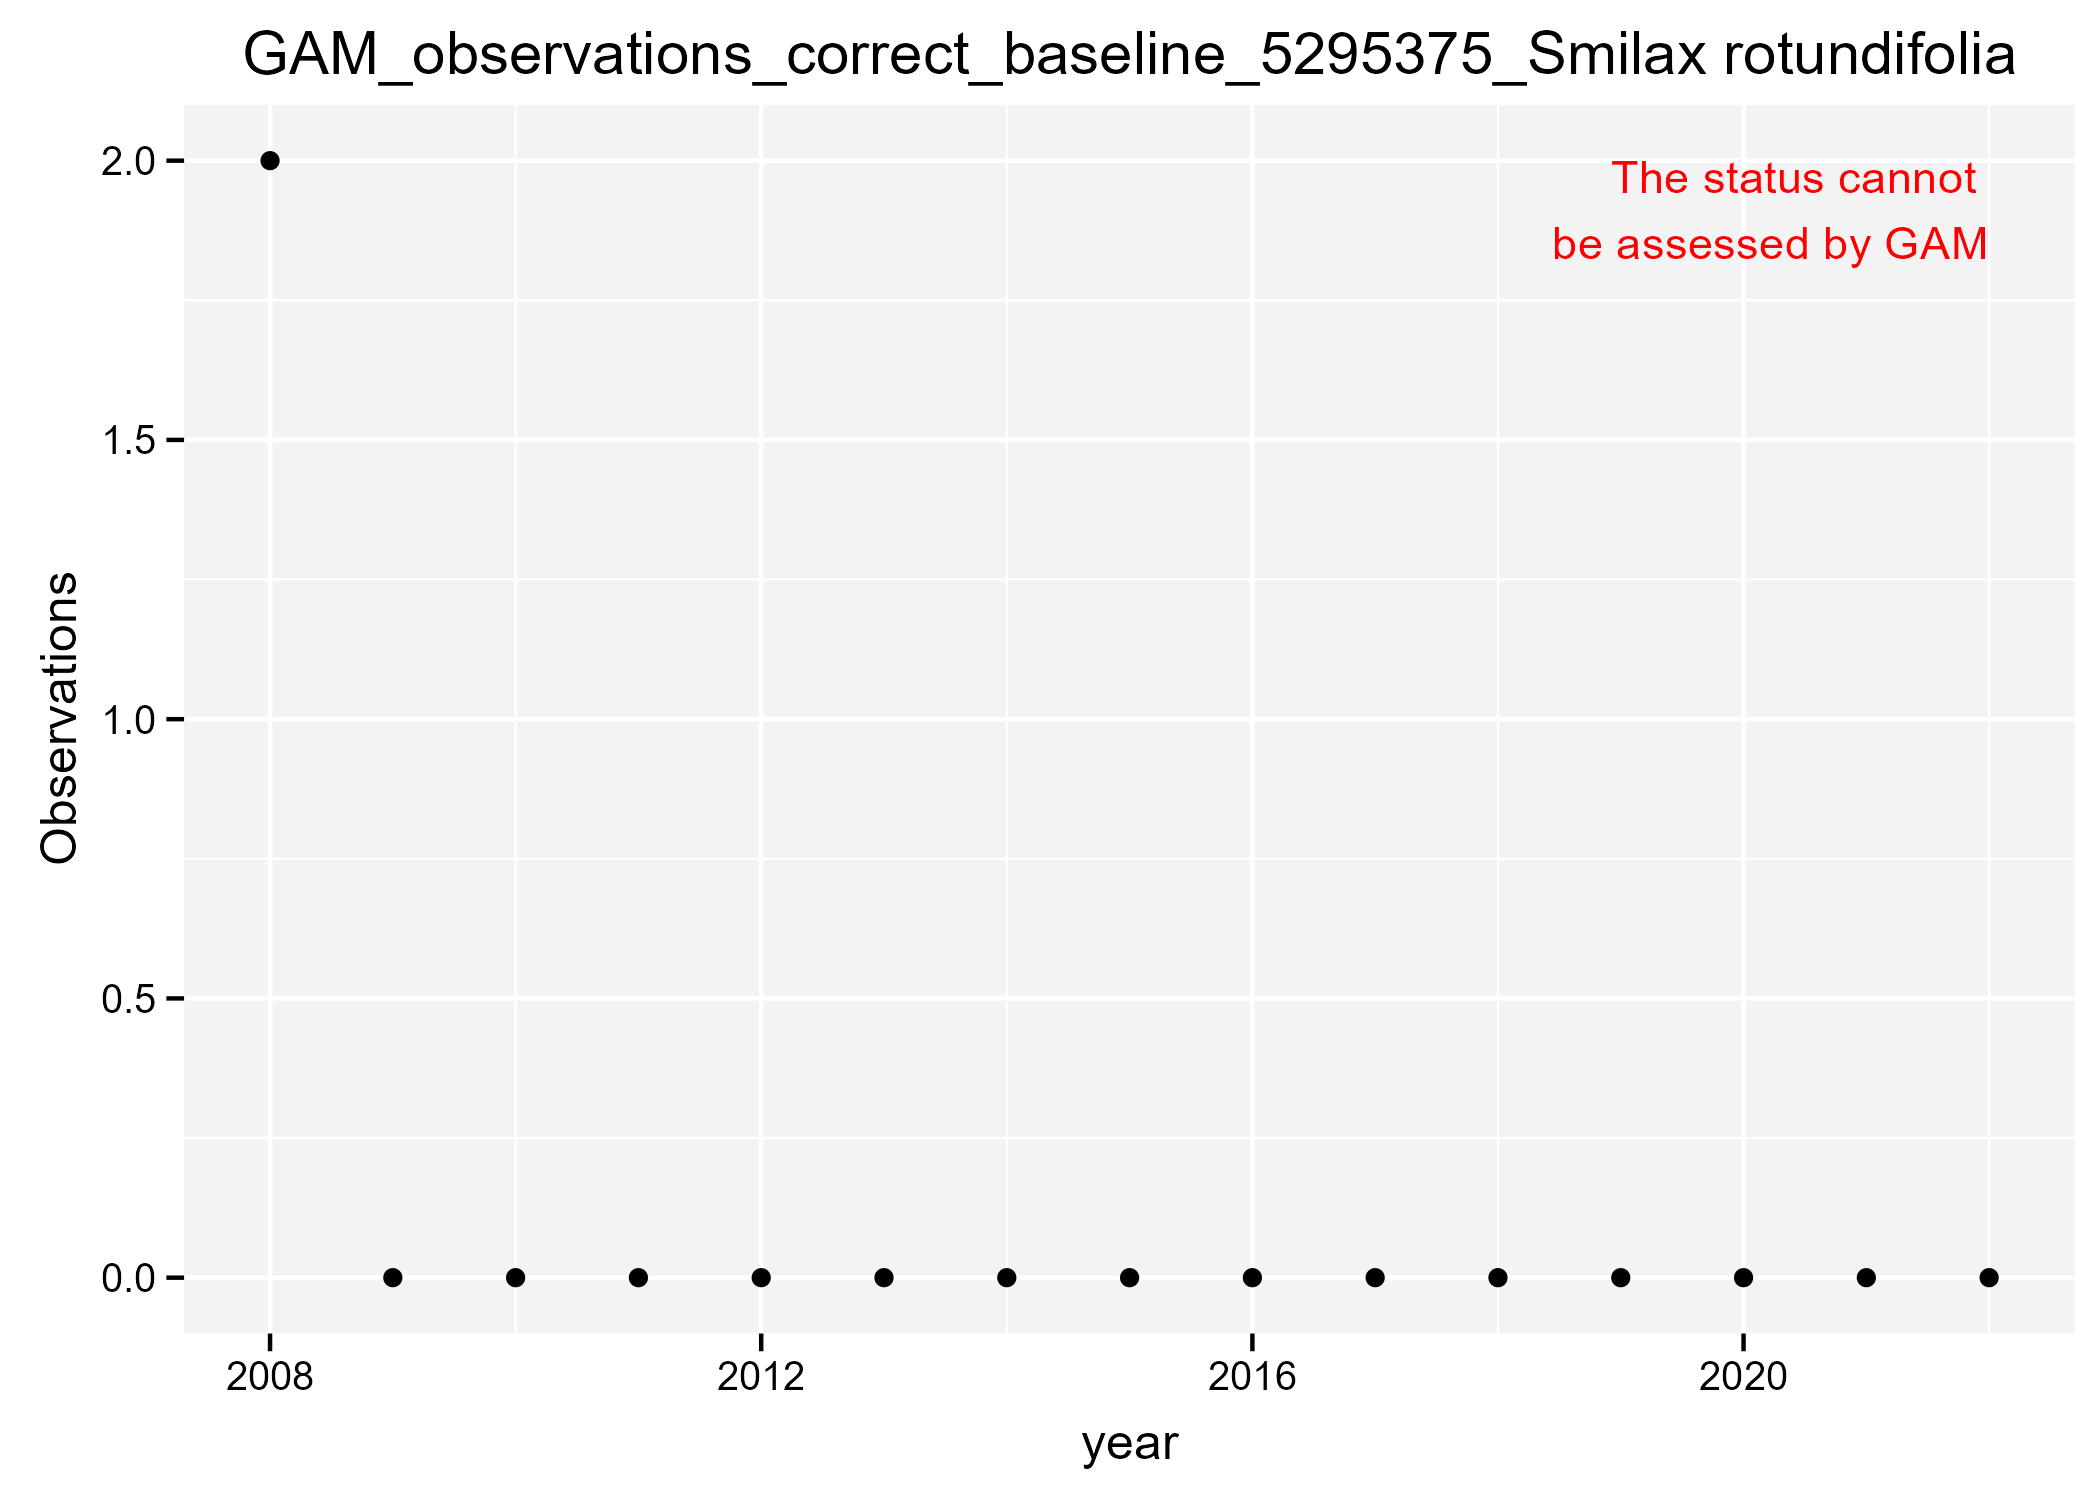 GAM_observations_correct_baseline_5295375_Smilax rotundifolia
The status cannot
be assessed by GAM
2.0
1.5
1.0
0.5
0.0
Observations
2008 2012 2016 2020
year